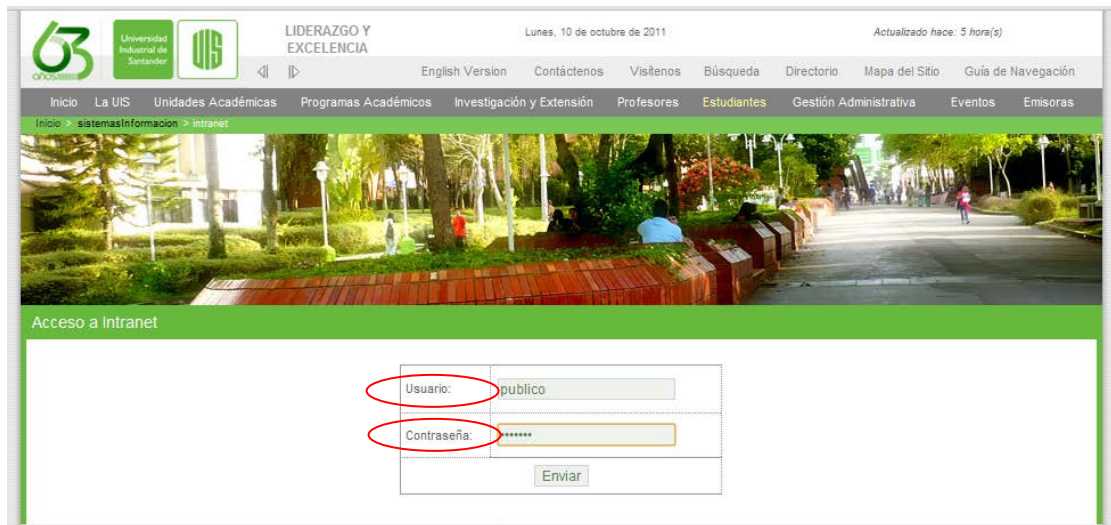 63
años
Universidad
Industrial de
Santander
UIS
LIDERAZGO Y
EXCELENCIA
Lunes, 10 de octubre de 2011
Actualizado hace: 5 hora(s)
English Version Contáctenos Visítenos Búsqueda Directorio Mapa del Sitio Guía de Navegación
Inicio La UIS Unidades Académicas Programas Académicos Investigación y Extensión Profesores Estudiantes Gestión Administrativa Eventos Emisoras
Inicio > sistemasInformacion > intranet
Acceso a Intranet
Usuario: publico
Contraseña: •••••••
Enviar